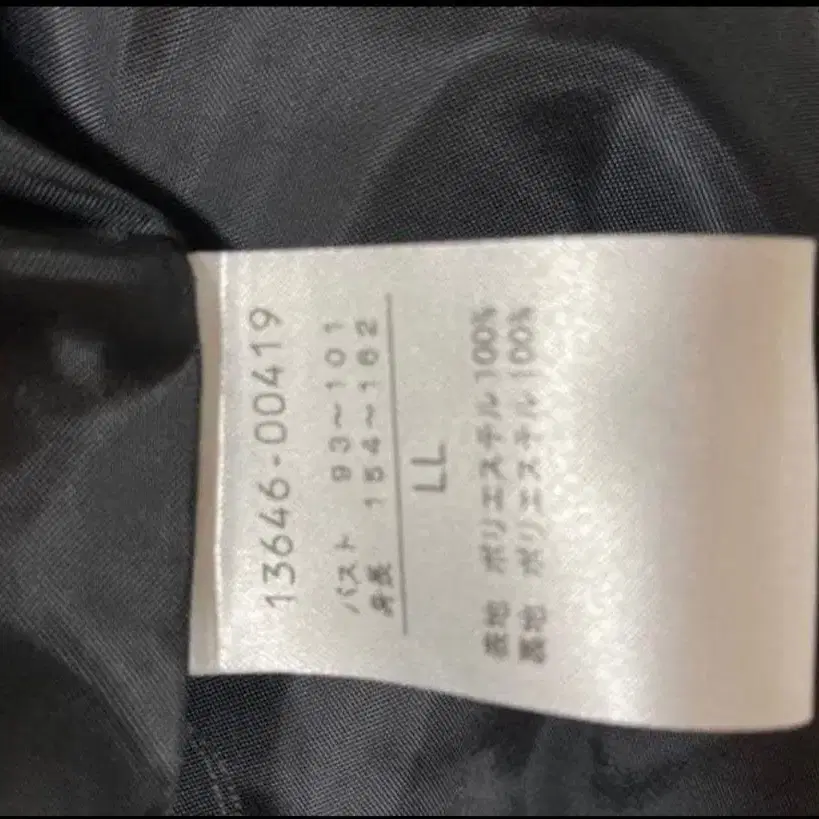 13646-00419
バスト 93～101
身長 154～162
LL
表地 ポリエステル100%
裏地 ポリエステル100%